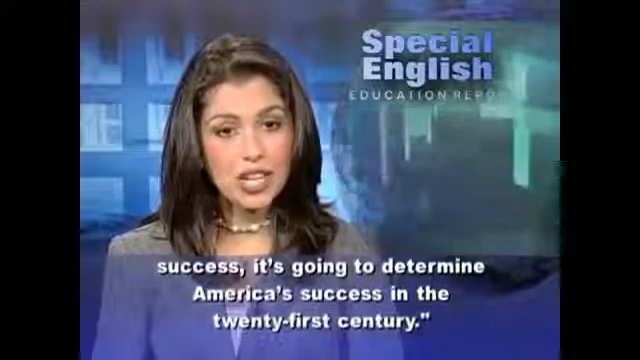 Special
English
EDUCATION REPO
success, it's going to determine
America's success in the
twenty-first century."